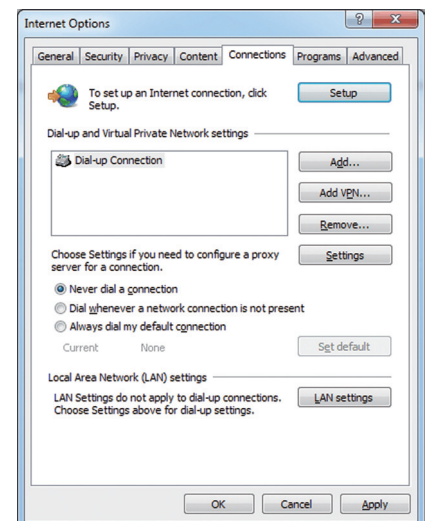 Internet Options
General Security Privacy Content Connections Programs Advanced
To set up an Internet connection, click
Setup.
Setup
Dial-up and Virtual Private Network settings
Dial-up Connection
Add...
Add VPN...
Remove...
Choose Settings if you need to configure a proxy
server for a connection.
Settings
Never dial a connection
Dial whenever a network connection is not present
Always dial my default connection
Current None
Set default
Local Area Network (LAN) settings
LAN Settings do not apply to dial-up connections.
Choose Settings above for dial-up settings.
LAN settings
OK Cancel Apply